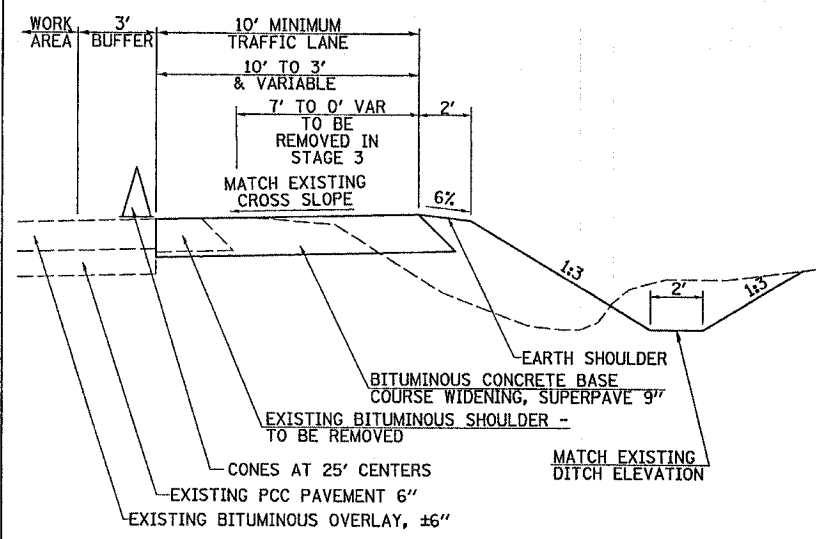 WORK AREA
3' BUFFER
10' MINIMUM
TRAFFIC LANE
10' TO 3'
& VARIABLE
7' TO 0' VAR
TO BE
REMOVED IN
STAGE 3
2'
MATCH EXISTING
CROSS SLOPE
6%
1:3
2'
1:3
EARTH SHOULDER
BITUMINOUS CONCRETE BASE
COURSE WIDENING, SUPERPAVE 9"
EXISTING BITUMINOUS SHOULDER -
TO BE REMOVED
MATCH EXISTING
DITCH ELEVATION
CONES AT 25' CENTERS
EXISTING PCC PAVEMENT 6"
EXISTING BITUMINOUS OVERLAY, ±6"